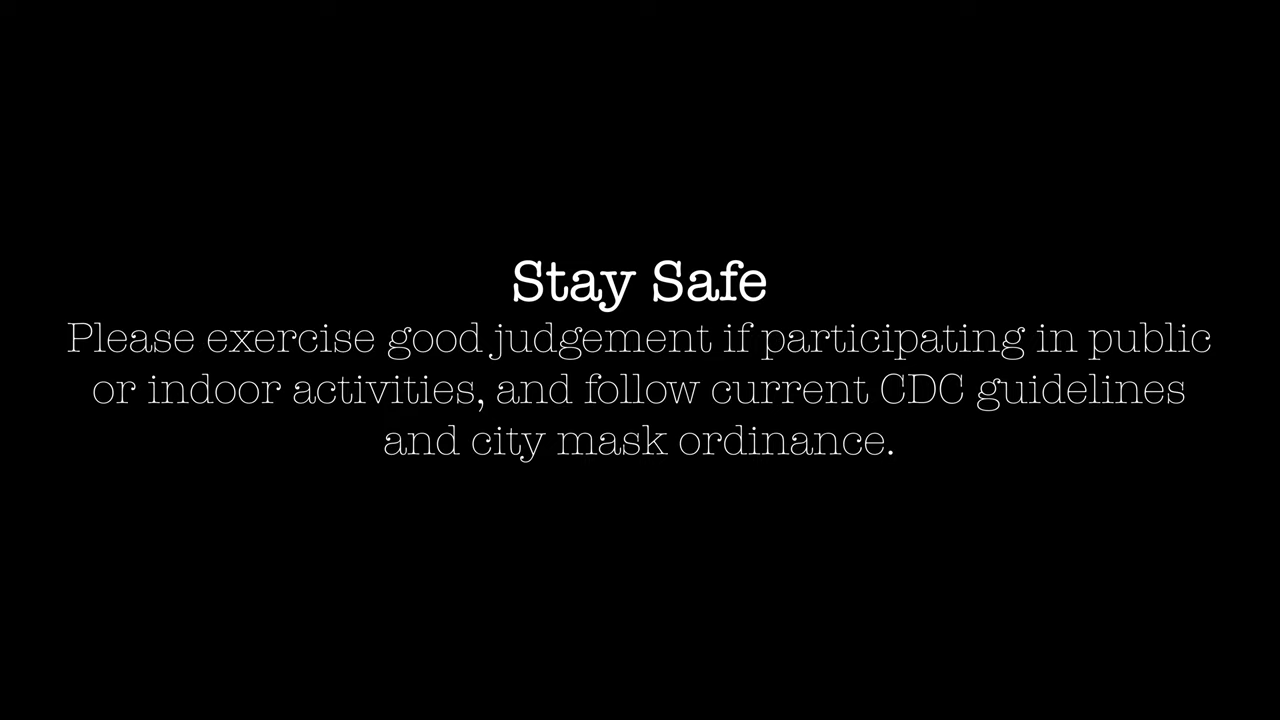 Stay Safe
Please exercise good judgement if participating in public
or indoor activities, and follow current CDC guidelines
and city mask ordinance.